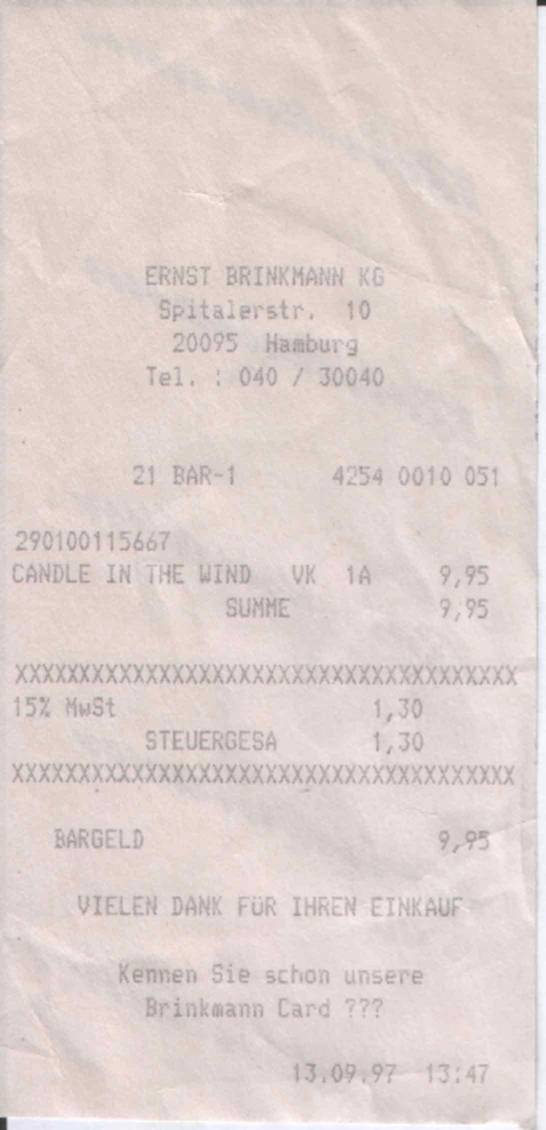 ERNST BRINKMANN KG
Spitalerstr. 10
20095 Hamburg
Tel. : 040 / 30040
21 BAR-1 4254 0010 051
290100115667
CANDLE IN THE WIND VK 1A 9,95
SUMME 9,95
XXXXXXXXXXXXXXXXXXXXXXXXXXXXXXXXXXXXXX
15% MwSt 1,30
STEUERGESA 1,30
XXXXXXXXXXXXXXXXXXXXXXXXXXXXXXXXXXXXXX
BARGELD 9,95
VIELEN DANK FÜR IHREN EINKAUF
Kennen Sie schon unsere
Brinkmann Card ???
13.09.97 13:47